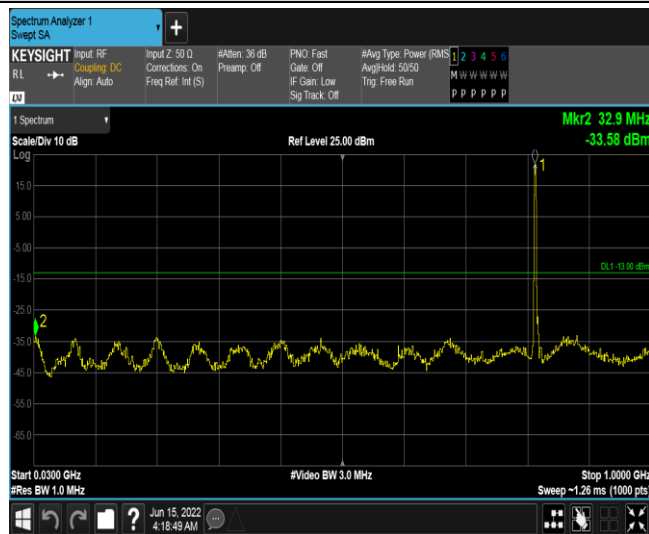 Spectrum Analyzer 1
Swept SA
+
KEYSIGHT Input: RF Input Z: 50 Ω #Atten: 36 dB PNO: Fast #Avg Type: Power (RMS 1 2 3 4 5 6
RL Coupling: DC Corrections: On Preamp: Off Gate: Off Avg|Hold: 50/50 M W W W W W
Align: Auto Freq Ref: Int (S) IF Gain: Low Trig: Free Run
Sig Track: Off P P P P P P
LXI
1 Spectrum Mkr2 32.9 MHz
Scale/Div 10 dB Ref Level 25.00 dBm -33.58 dBm
Log
1
15.0
5.00
-5.00
DL1 -13.00 dBm
-15.0
-25.0
2
-35.0
-45.0
-55.0
-65.0
Start 0.0300 GHz #Video BW 3.0 MHz Stop 1.0000 GHz
#Res BW 1.0 MHz Sweep ~1.26 ms (1000 pts)
? Jun 15, 2022
4:18:49 AM